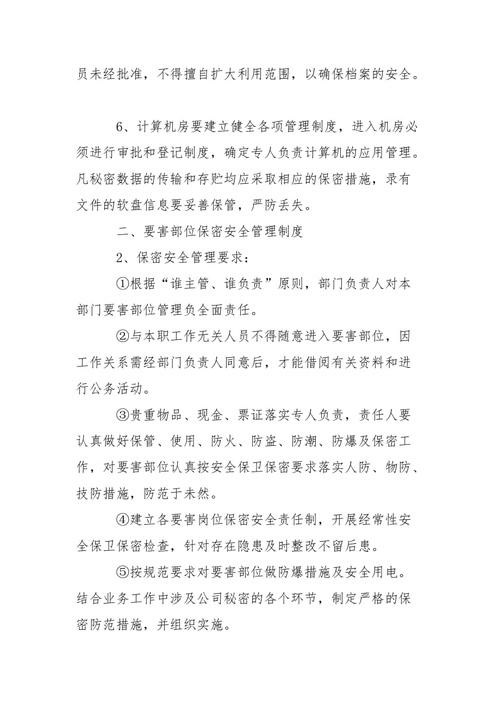 员未经批准，不得擅自扩大利用范围，以确保档案的安全。
6、计算机房要建立健全各项管理制度，进入机房必
须进行审批和登记制度，确定专人负责计算机的应用管理。
凡秘密数据的传输和存贮均应采取相应的保密措施，录有
文件的软盘信息要妥善保管，严防丢失。
二、要害部位保密安全管理制度
2、保密安全管理要求：
①根据“谁主管、谁负责”原则，部门负责人对本
部门要害部位管理负全面责任。
②与本职工作无关人员不得随意进入要害部位，因
工作关系需经部门负责人同意后，才能借阅有关资料和进
行公务活动。
③贵重物品、现金、票证落实专人负责，责任人要
认真做好保管、使用、防火、防盗、防潮、防爆及保密工
作，对要害部位认真按安全保卫保密要求落实人防、物防、
技防措施，防范于未然。
④建立各要害岗位保密安全责任制，开展经常性安
全保卫保密检查，针对存在隐患及时整改不留后患。
⑤按规范要求对要害部位做防爆措施及安全用电。
结合业务工作中涉及公司秘密的各个环节，制定严格的保
密防范措施，并组织实施。